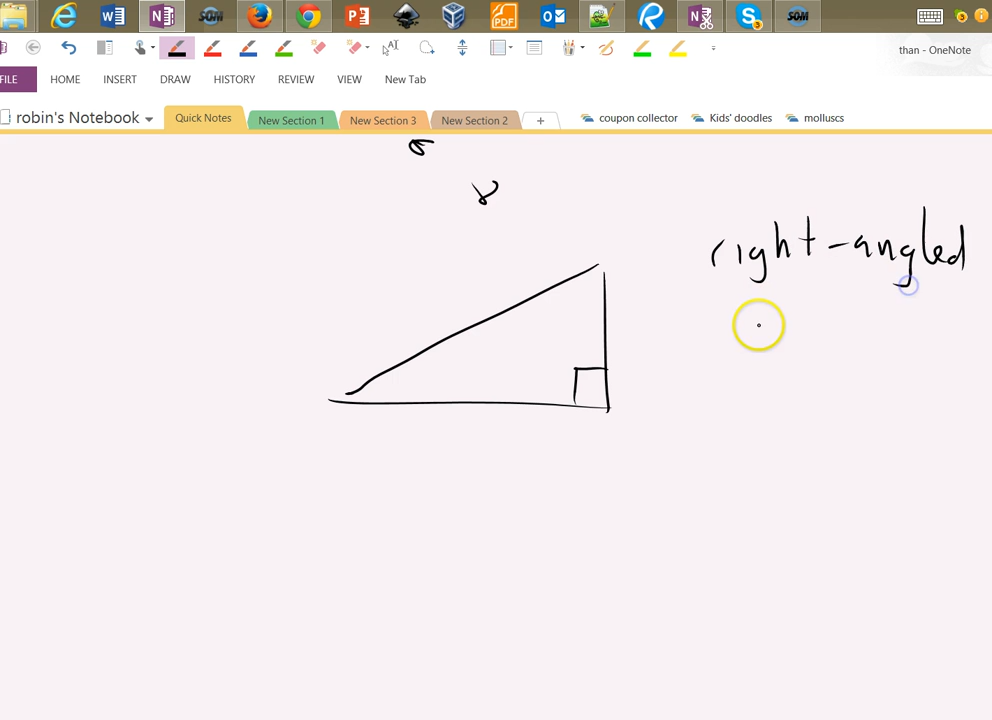 than - OneNote
FILE HOME INSERT DRAW HISTORY REVIEW VIEW New Tab
robin's Notebook Quick Notes New Section 1 New Section 3 New Section 2 + coupon collector Kids' doodles molluscs
8
right-angled